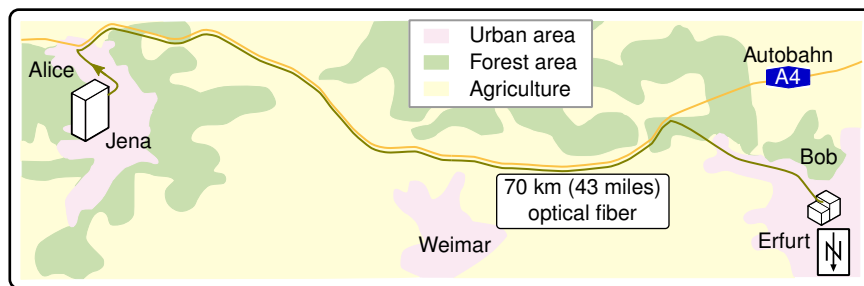 Urban area
Forest area
Agriculture
Autobahn
A4
Alice
Jena
Bob
70 km (43 miles)
optical fiber
Weimar
Erfurt
N